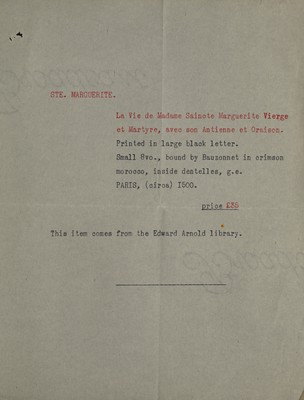 STE. MARGUERITE.
La Vie de Madame Saincte Marguerite Vierge
et Martyre, avec son Antienne et Oraison.
Printed in large black letter.
Small 8vo., bound by Bauzonnet in crimson
morocco, inside dentelles, g.e.
PARIS, (circa) 1500.
price £35
This item comes from the Edward Arnold library.